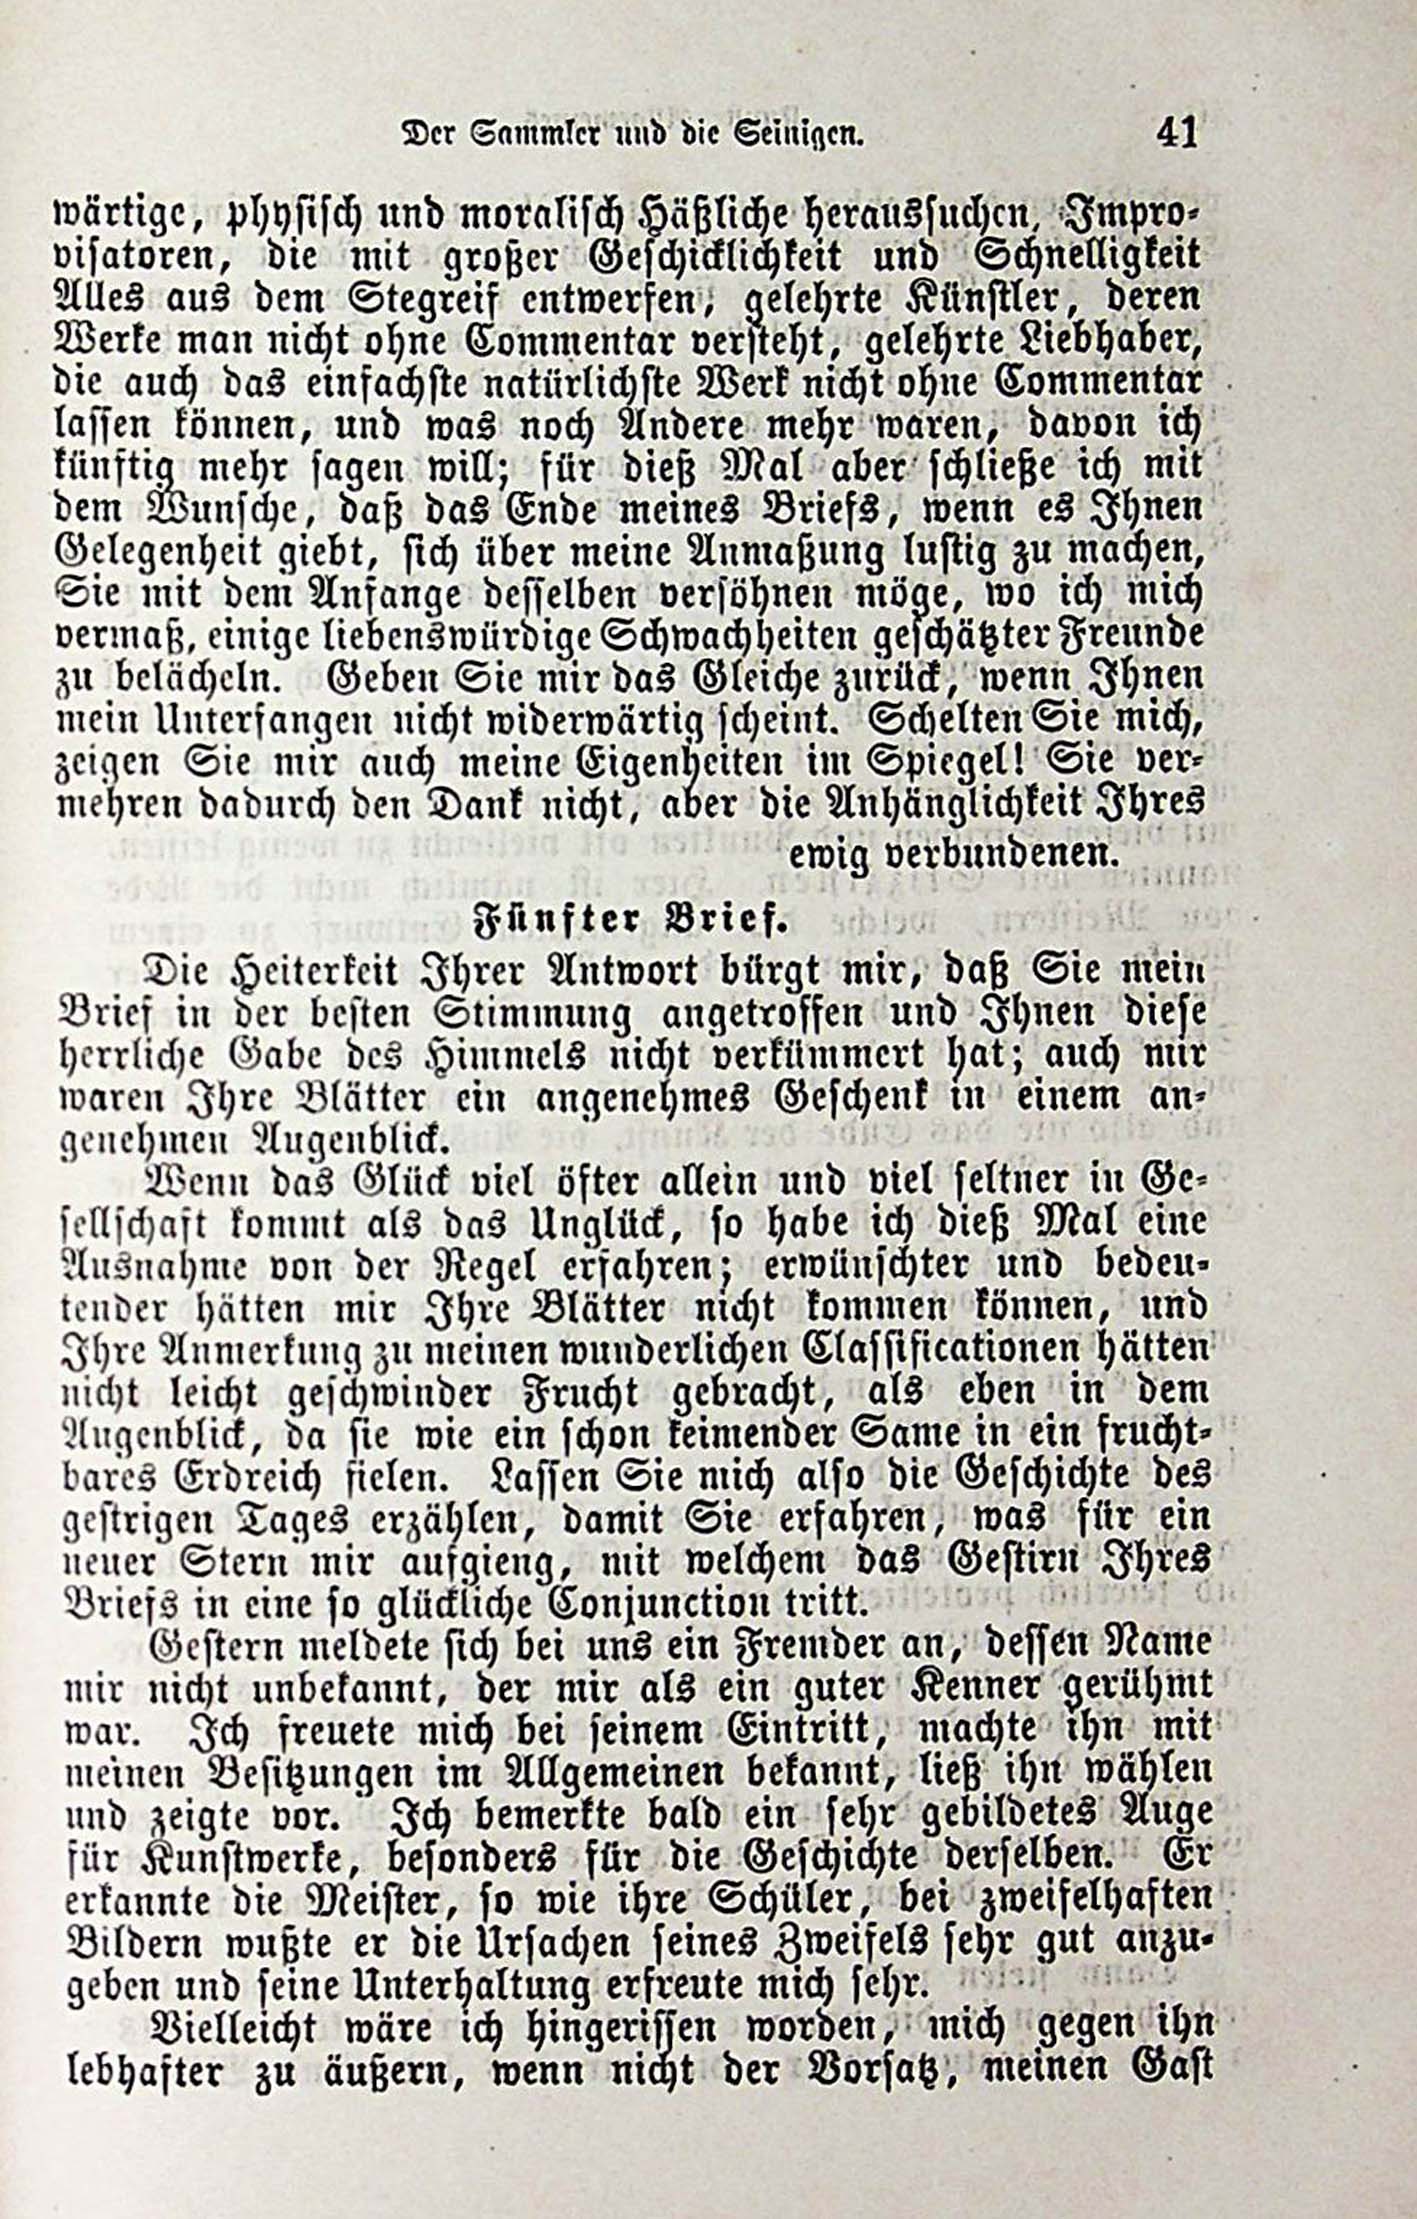 Der Sammler und die Seinigen. 41
wärtige, physisch und moralisch Häßliche heraussuchen, Impro-
visatoren, die mit großer Geschicklichkeit und Schnelligkeit
Alles aus dem Stegreif entwerfen, gelehrte Künstler, deren
Werke man nicht ohne Commentar versteht, gelehrte Liebhaber,
die auch das einfachste natürlichste Werk nicht ohne Commentar
lassen können, und was noch Andere mehr waren, davon ich
künftig mehr sagen will; für dieß Mal aber schließe ich mit
dem Wunsche, daß das Ende meines Briefs, wenn es Ihnen
Gelegenheit giebt, sich über meine Anmaßung lustig zu machen,
Sie mit dem Anfange desselben versöhnen möge, wo ich mich
vermaß, einige liebenswürdige Schwachheiten geschätzter Freunde
zu belächeln. Geben Sie mir das Gleiche zurück, wenn Ihnen
mein Unterfangen nicht widerwärtig scheint. Schelten Sie mich,
zeigen Sie mir auch meine Eigenheiten im Spiegel! Sie ver-
mehren dadurch den Dank nicht, aber die Anhänglichkeit Ihres
ewig verbundenen.
Fünfter Brief.
Die Heiterkeit Ihrer Antwort bürgt mir, daß Sie mein
Brief in der besten Stimmung angetroffen und Ihnen diese
herrliche Gabe des Himmels nicht verkümmert hat; auch mir
waren Ihre Blätter ein angenehmes Geschenk in einem an-
genehmen Augenblick.
Wenn das Glück viel öfter allein und viel seltner in Ge-
sellschaft kommt als das Unglück, so habe ich dieß Mal eine
Ausnahme von der Regel erfahren; erwünschter und bedeu-
tender hätten mir Ihre Blätter nicht kommen können, und
Ihre Anmerkung zu meinen wunderlichen Classificationen hätten
nicht leicht geschwinder Frucht gebracht, als eben in dem
Augenblick, da sie wie ein schon keimender Same in ein frucht-
bares Erdreich fielen. Lassen Sie mich also die Geschichte des
gestrigen Tages erzählen, damit Sie erfahren, was für ein
neuer Stern mir aufgieng, mit welchem das Gestirn Ihres
Briefs in eine so glückliche Conjunction tritt.
Gestern meldete sich bei uns ein Fremder an, dessen Name
mir nicht unbekannt, der mir als ein guter Kenner gerühmt
war. Ich freuete mich bei seinem Eintritt, machte ihn mit
meinen Besitzungen im Allgemeinen bekannt, ließ ihn wählen
und zeigte vor. Ich bemerkte bald ein sehr gebildetes Auge
für Kunstwerke, besonders für die Geschichte derselben. Er
erkannte die Meister, so wie ihre Schüler, bei zweifelhaften
Bildern wußte er die Ursachen seines Zweifels sehr gut anzu-
geben und seine Unterhaltung erfreute mich sehr.
Vielleicht wäre ich hingerissen worden, mich gegen ihn
lebhafter zu äußern, wenn nicht der Vorsatz, meinen Gast